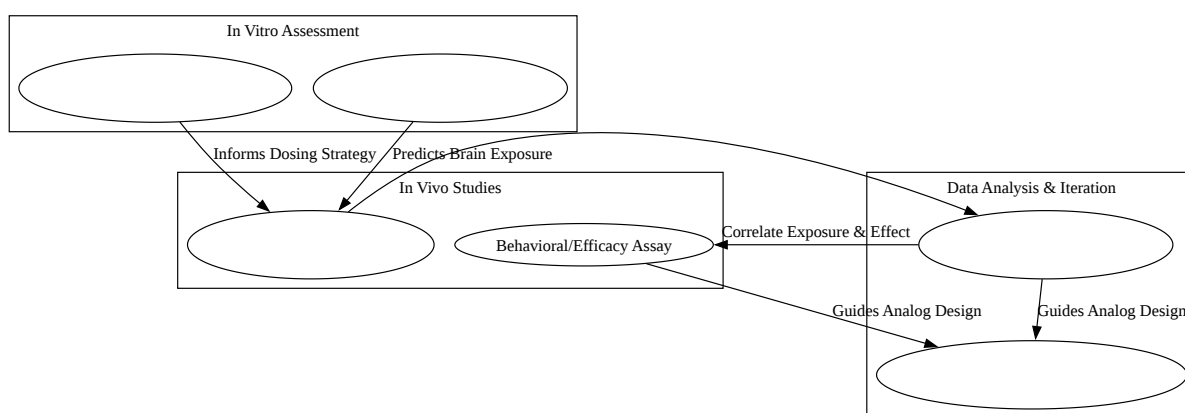 In Vitro Assessment
Informs Dosing Strategy
Predicts Brain Exposure
In Vivo Studies
Data Analysis & Iteration
Behavioral/Efficacy Assay
Correlate Exposure & Effect
Guides Analog Design
Guides Analog Design